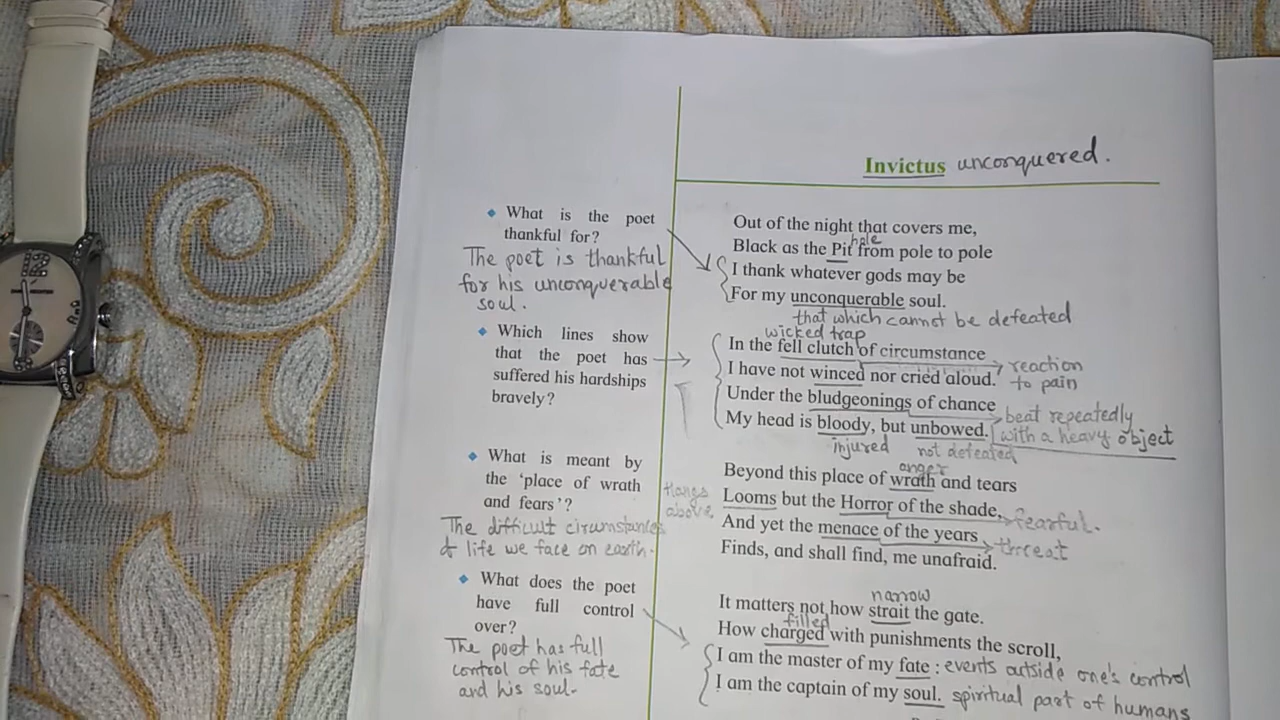 Invictus unconquered.
What is the poet
thankful for?
The poet is thankful
for his unconquerable
soul.
Which lines show
that the poet has
suffered his hardships
bravely?
What is meant by
the 'place of wrath
and fears'?
The difficult circumstances
of life we face on earth.
What does the poet
have full control
over?
The poet has full
control of his fate
and his soul.
Out of the night that covers me,
hole
Black as the Pit from pole to pole
I thank whatever gods may be
For my unconquerable soul.
that which cannot be defeated
wicked trap
In the fell clutch of circumstance
I have not winced nor cried aloud.
reaction
to pain
Under the bludgeonings of chance
beat repeatedly
with a heavy object
My head is bloody, but unbowed.
injured not defeated
anger
Beyond this place of wrath and tears
Hangs
above
Looms but the Horror of the shade,
fearful.
And yet the menace of the years
threat
Finds, and shall find, me unafraid.
narrow
It matters not how strait the gate.
filled
How charged with punishments the scroll,
I am the master of my fate : events outside one's control
I am the captain of my soul. spiritual part of humans